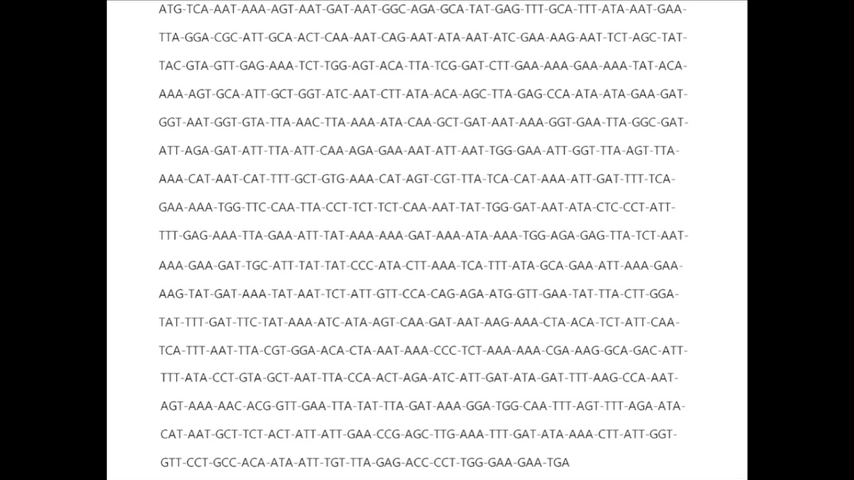 ATG-TCA-AAT-AAA-AGT-AAT-GAT-AAT-GGC-AGA-GCA-TAT-GAG-TTT-GCA-TTT-ATA-AAT-GAA-
TTA-GGA-CGC-ATT-GCA-ACT-CAA-AAT-CAG-AAT-ATA-AAT-ATC-GAA-AAG-AAT-TCT-AGC-TAT-
TAC-GTA-GTT-GAG-AAA-TCT-TGG-AGT-ACA-TTA-TCG-GAT-CTT-GAA-AAA-GAA-AAA-TAT-ACA-
AAA-AGT-GCA-ATT-GCT-GGT-ATC-AAT-CTT-ATA-ACA-AGC-TTA-GAG-CCA-ATA-ATA-GAA-GAT-
GGT-AAT-GGT-GTA-TTA-AAC-TTA-AAA-ATA-CAA-GCT-GAT-AAT-AAA-GGT-GAA-TTA-GGC-GAT-
ATT-AGA-GAT-ATT-TTA-ATT-CAA-AGA-GAA-AAT-ATT-AAT-TGG-GAA-ATT-GGT-TTA-AGT-TTA-
AAA-CAT-AAT-CAT-TTT-GCT-GTG-AAA-CAT-AGT-CGT-TTA-TCA-CAT-AAA-ATT-GAT-TTT-TCA-
GAA-AAA-TGG-TTC-CAA-TTA-CCT-TCT-TCT-CAA-AAT-TAT-TGG-GAT-AAT-ATA-CTC-CCT-ATT-
TTT-GAG-AAA-TTA-GAA-ATT-TAT-AAA-AAA-GAT-AAA-ATA-AAA-TGG-AGA-GAG-TTA-TCT-AAT-
AAA-GAA-GAT-TGC-ATT-TAT-TAT-CCC-ATA-CTT-AAA-TCA-TTT-ATA-GCA-GAA-ATT-AAA-GAA-
AAG-TAT-GAT-AAA-TAT-AAT-TCT-ATT-GTT-CCA-CAG-AGA-ATG-GTT-GAA-TAT-TTA-CTT-GGA-
TAT-TTT-GAT-TTC-TAT-AAA-ATC-ATA-AGT-CAA-GAT-AAT-AAG-AAA-CTA-ACA-TCT-ATT-CAA-
TCA-TTT-AAT-TTA-CGT-GGA-ACA-CTA-AAT-AAA-CCC-TCT-AAA-AAA-CGA-AAG-GCA-GAC-ATT-
TTT-ATA-CCT-GTA-GCT-AAT-TTA-CCA-ACT-AGA-ATC-ATT-GAT-ATA-GAT-TTT-AAG-CCA-AAT-
AGT-AAA-AAC-ACG-GTT-GAA-TTA-TAT-TTA-GAT-AAA-GGA-TGG-CAA-TTT-AGT-TTT-AGA-ATA-
CAT-AAT-GCT-TCT-ACT-ATT-ATT-GAA-CCG-AGC-TTG-AAA-TTT-GAT-ATA-AAA-CTT-ATT-GGT-
GTT-CCT-GCC-ACA-ATA-ATT-TGT-TTA-GAG-ACC-CCT-TGG-GAA-GAA-TGA